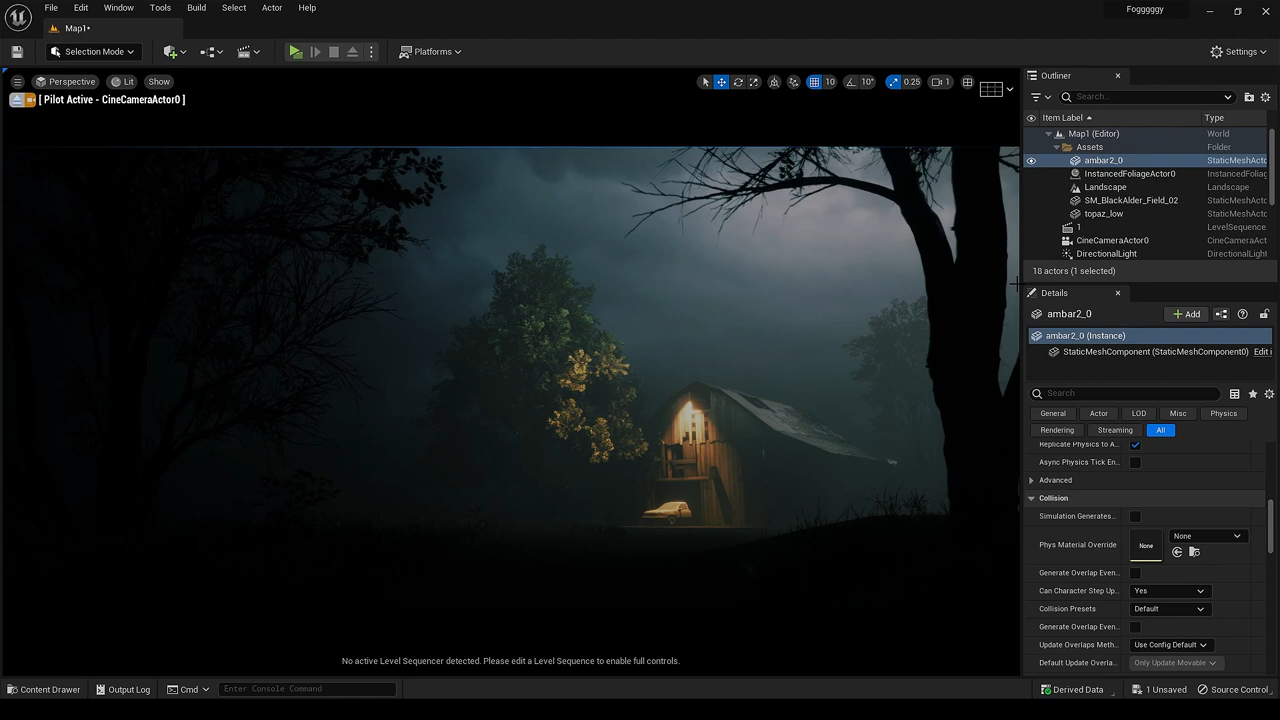 File Edit Window Tools Build Select Actor Help Fogggggy
Map1•
Selection Mode Platforms Settings
Perspective Lit Show 10 10° 0.25 1
[ Pilot Active - CineCameraActor0 ]
No active Level Sequencer detected. Please edit a Level Sequence to enable full controls.
Outliner
Search...
Item Label Type
Map1 (Editor) World
Assets Folder
ambar2_0 StaticMeshActo
InstancedFoliageActor0 InstancedFoliag
Landscape Landscape
SM_BlackAlder_Field_02 StaticMeshActo
topaz_low StaticMeshActo
1 LevelSequence
CineCameraActor0 CineCameraAct
DirectionalLight DirectionalLight
18 actors (1 selected)
Details
ambar2_0 Add
ambar2_0 (Instance)
StaticMeshComponent (StaticMeshComponent0) Edit i
Search
General Actor LOD Misc Physics
Rendering Streaming All
Replicate Physics to A...
Async Physics Tick En...
Advanced
Collision
Simulation Generates...
Phys Material Override None None
Generate Overlap Even...
Can Character Step Up... Yes
Collision Presets Default
Generate Overlap Even...
Update Overlaps Meth... Use Config Default
Default Update Overla... Only Update Movable
Content Drawer Output Log Cmd Enter Console Command Derived Data 1 Unsaved Source Control